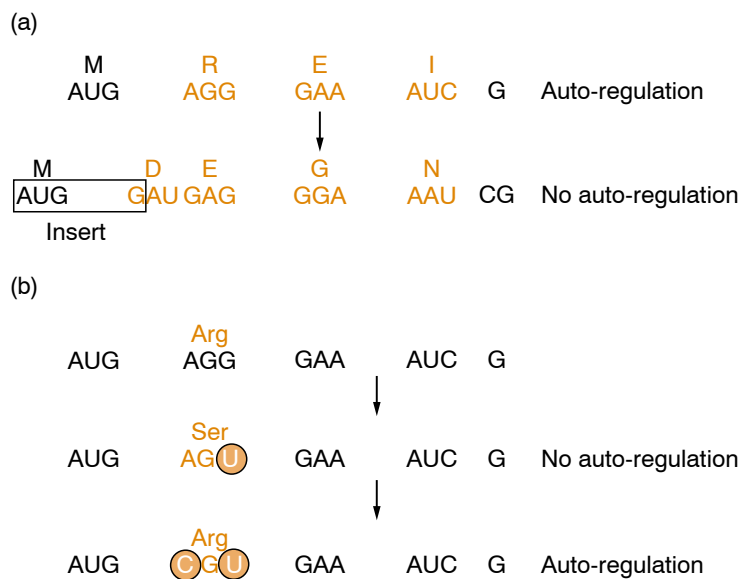 (a)
M R E I
AUG AGG GAA AUC G Auto-regulation
M D E G N
AUG GAU GAG GGA AAU CG No auto-regulation
Insert
(b)
Arg
AUG AGG GAA AUC G
Ser
AUG AGU GAA AUC G No auto-regulation
Arg
AUG CGU GAA AUC G Auto-regulation